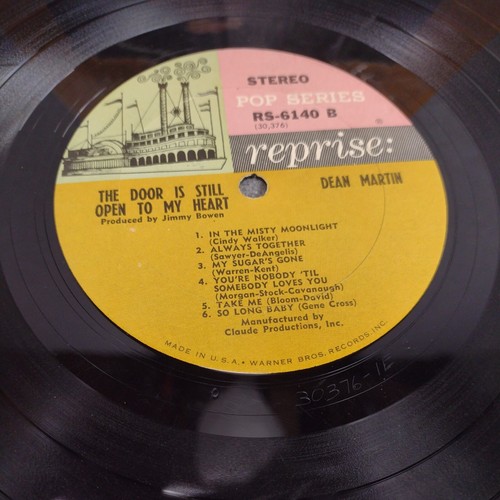 STEREO
POP SERIES
RS-6140 B
(30,376)
reprise:
®
THE DOOR IS STILL
OPEN TO MY HEART
Produced by Jimmy Bowen
DEAN MARTIN
1. IN THE MISTY MOONLIGHT
(Cindy Walker)
2. ALWAYS TOGETHER
(Sawyer-DeAngelis)
3. MY SUGAR'S GONE
(Warren-Kent)
4. YOU'RE NOBODY 'TIL
SOMEBODY LOVES YOU
(Morgan-Stock-Cavanaugh)
5. TAKE ME (Bloom-David)
6. SO LONG BABY (Gene Cross)
Manufactured by
Claude Productions, Inc.
MADE IN U.S.A. • WARNER BROS. RECORDS, INC.
30376-1E